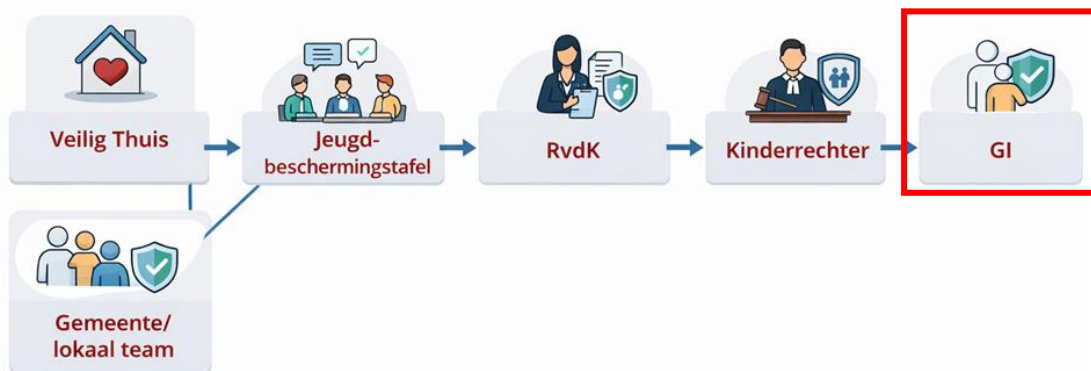 Veilig Thuis
Jeugd-
beschermingstafel
RvdK
Kinderrechter
GI
Gemeente/
lokaal team